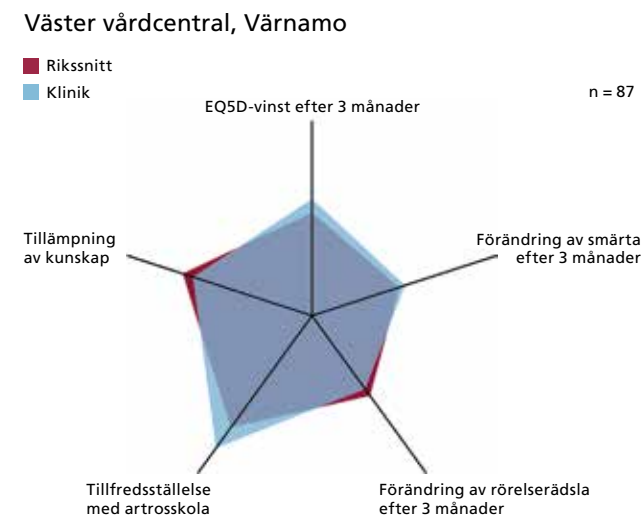 Väster vårdcentral, Värnamo
Rikssnitt
Klinik
n = 87
EQ5D-vinst efter 3 månader
Tillämpning
av kunskap
Förändring av smärta
efter 3 månader
Tillfredsställelse
med artrosskola
Förändring av rörelserädsla
efter 3 månader